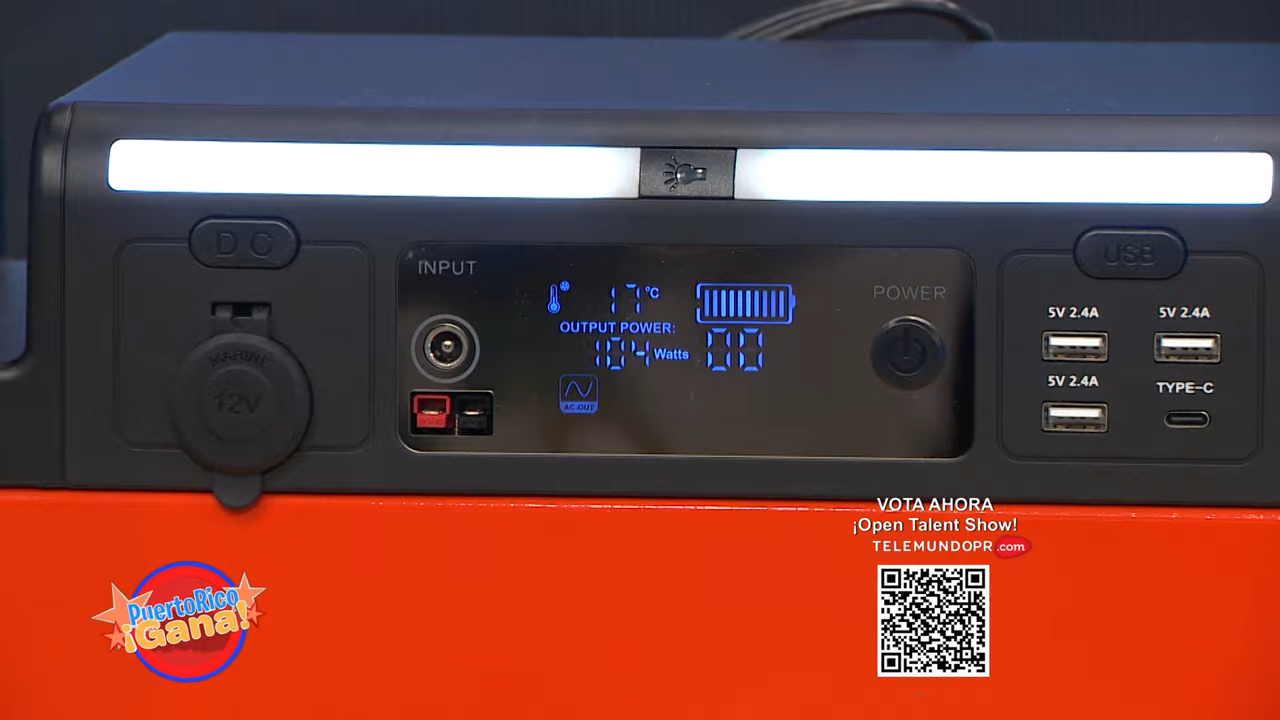 DC
INPUT
17°C
OUTPUT POWER:
104 Watts 00
AC-OUT
POWER
MARINE
12V
USB
5V 2.4A
5V 2.4A
5V 2.4A
TYPE-C
VOTA AHORA
¡Open Talent Show!
TELEMUNDOPR.com
PuertoRico
¡Gana!